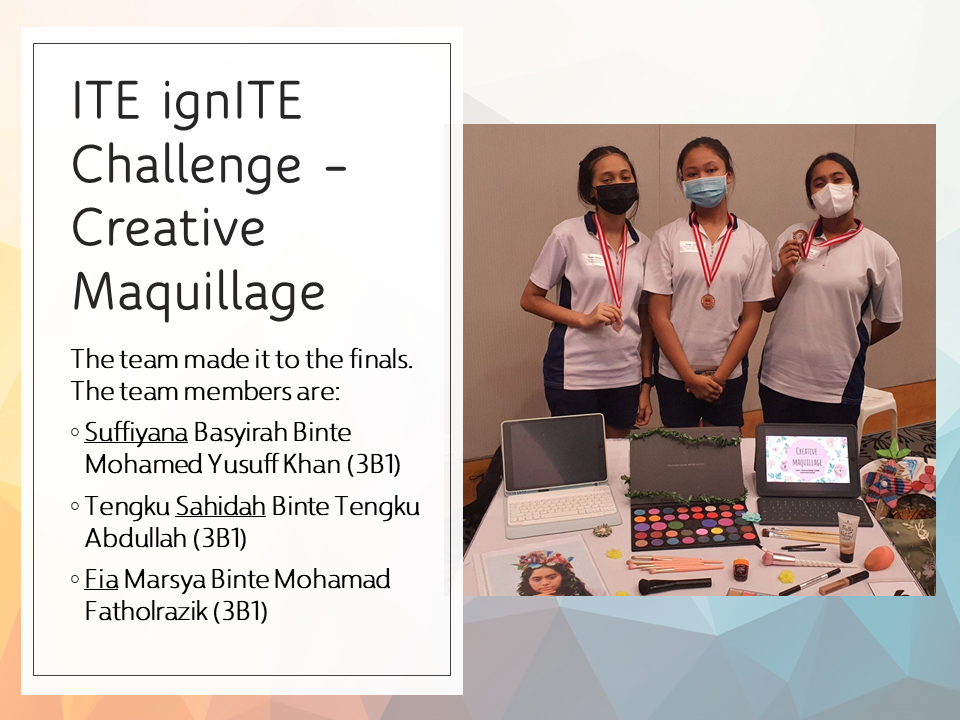 ITE ignITE
Challenge –
Creative
Maquillage
The team made it to the finals.
The team members are:
◦ Suffiyana Basyirah Binte
Mohamed Yusuff Khan (3B1)
◦ Tengku Sahidah Binte Tengku
Abdullah (3B1)
◦ Fia Marsya Binte Mohamad
Fatholrazik (3B1)
Creative
maquillage